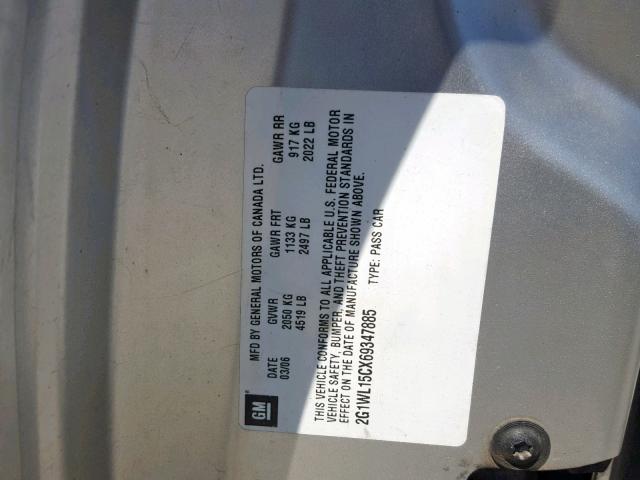 GM
MFD BY GENERAL MOTORS OF CANADA LTD.
DATE GVWR GAWR FRT GAWR RR
03/06 2050 KG 1133 KG 917 KG
4519 LB 2497 LB 2022 LB
THIS VEHICLE CONFORMS TO ALL APPLICABLE U.S. FEDERAL MOTOR
VEHICLE SAFETY, BUMPER, AND THEFT PREVENTION STANDARDS IN
EFFECT ON THE DATE OF MANUFACTURE SHOWN ABOVE.
2G1WL15CX69347885 TYPE: PASS CAR